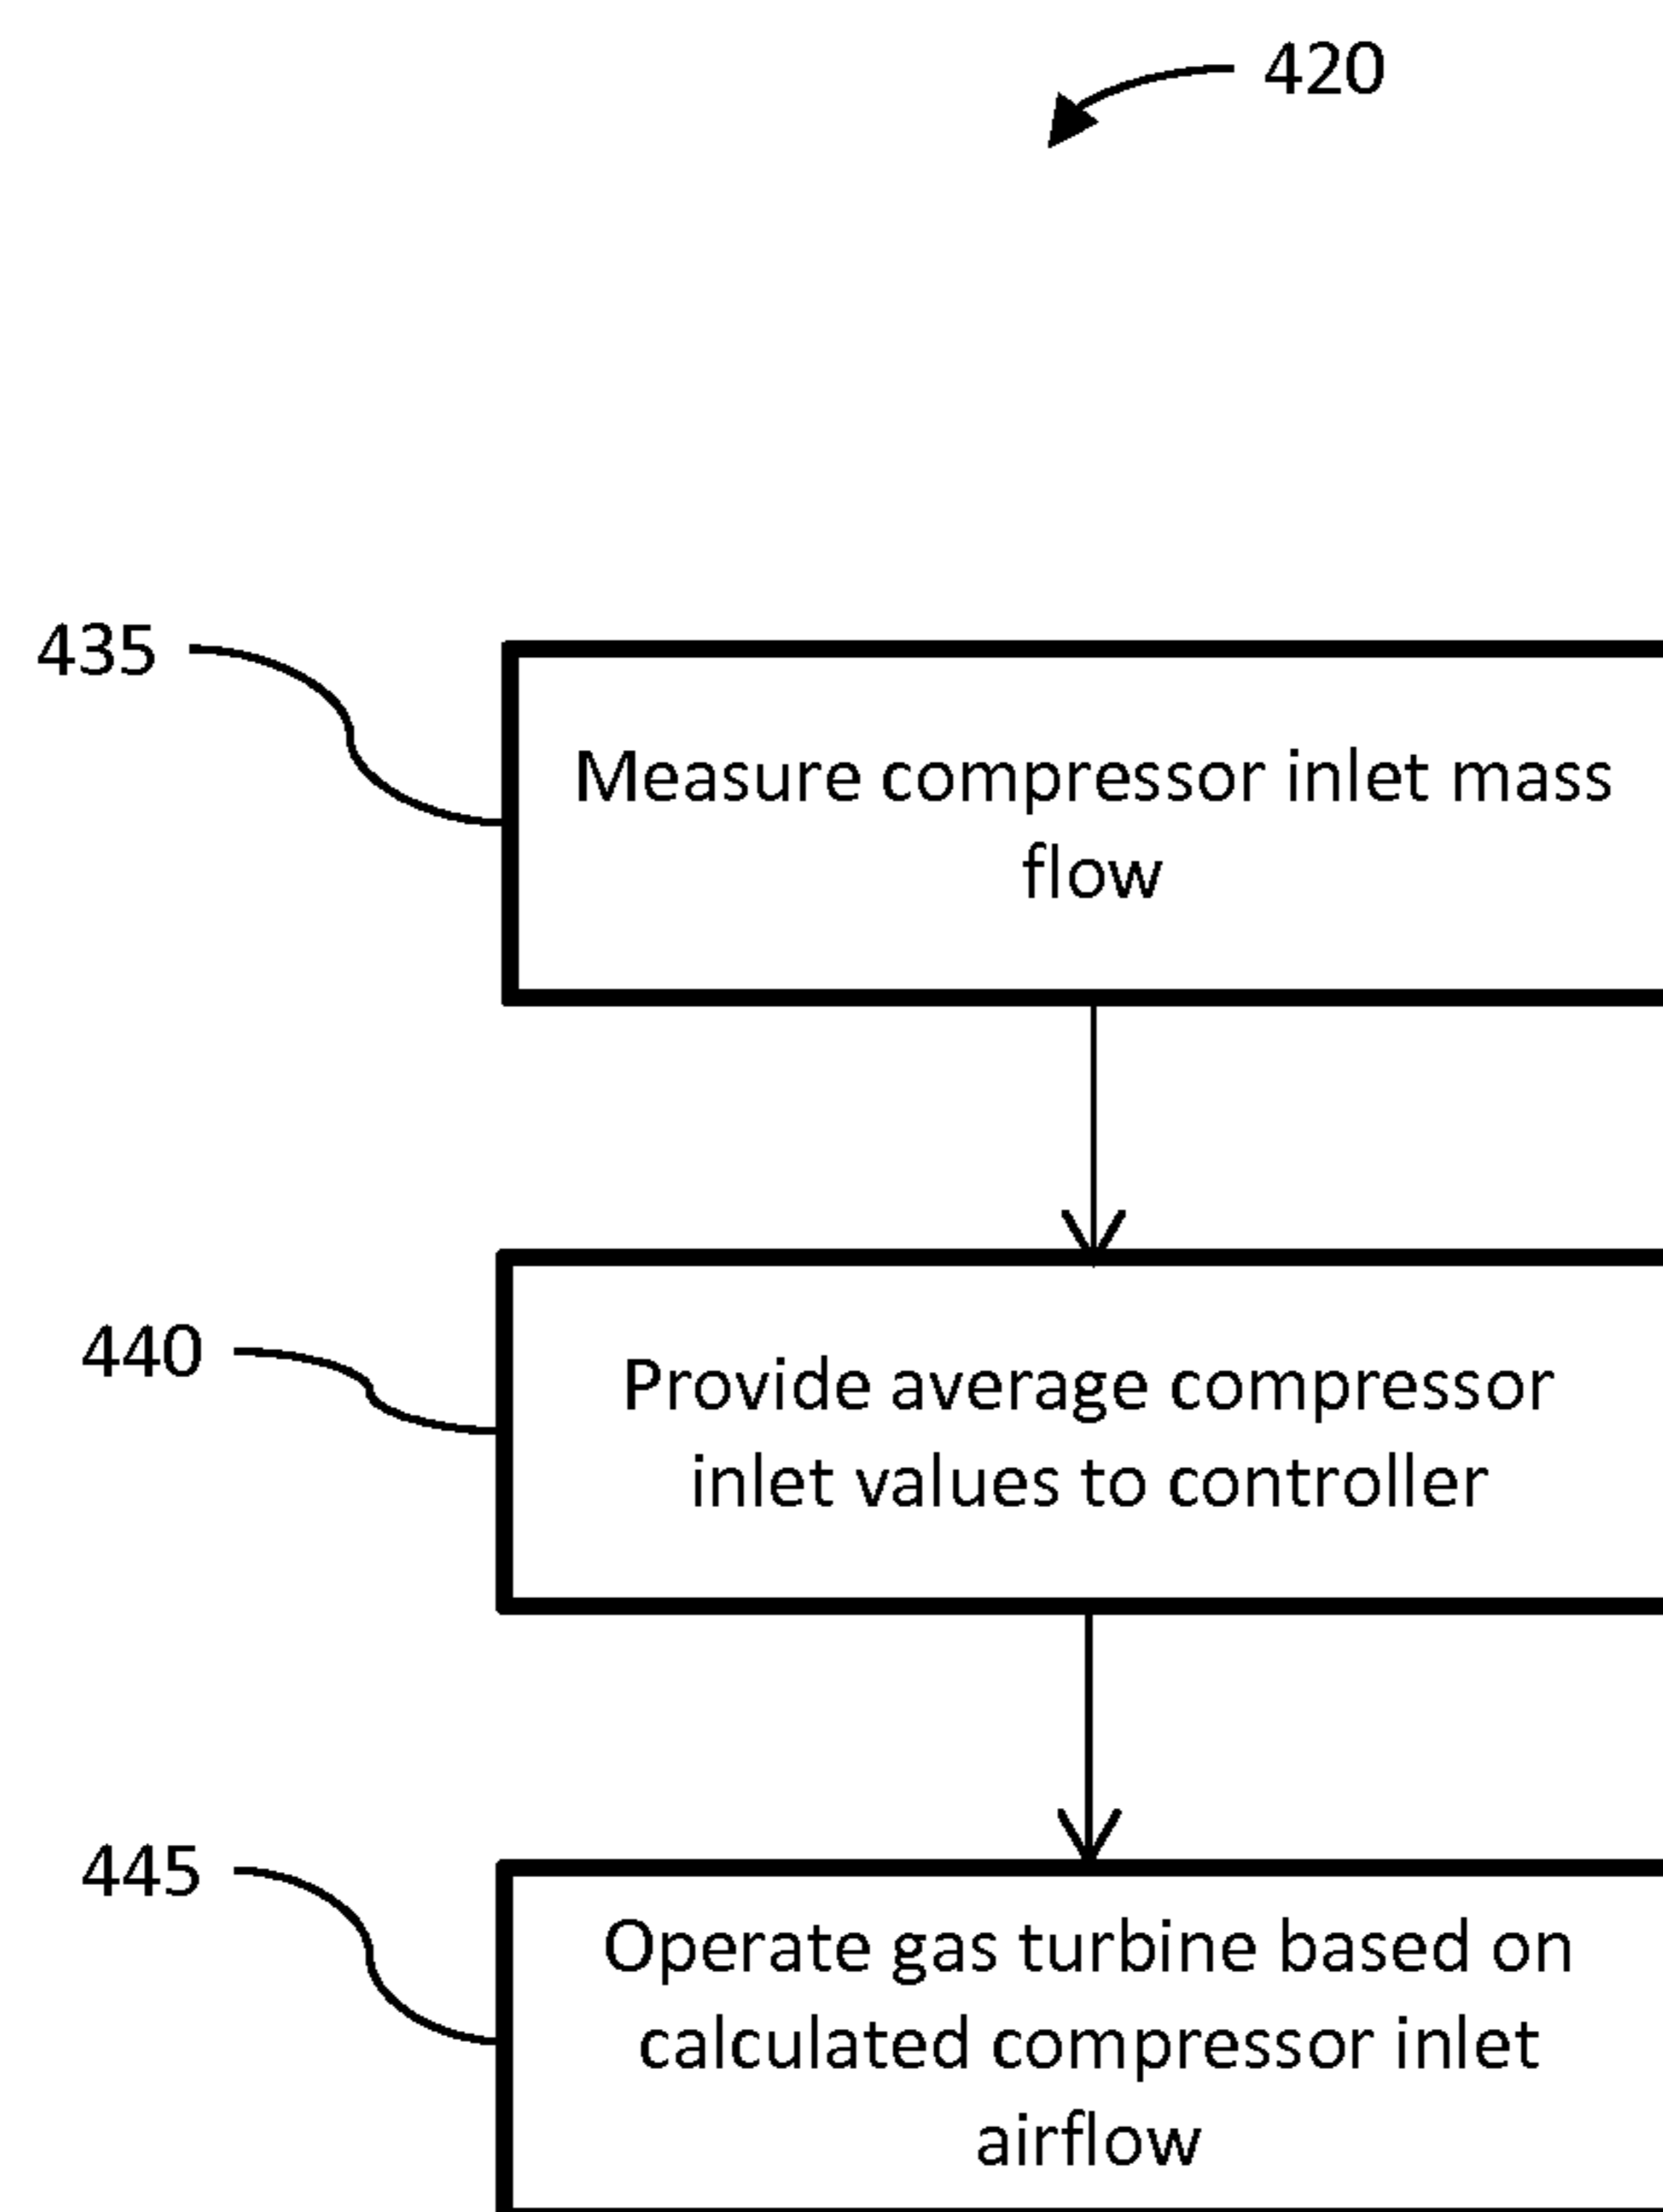 420
435
Measure compressor inlet mass
flow
440
Provide average compressor
inlet values to controller
445
Operate gas turbine based on
calculated compressor inlet
airflow